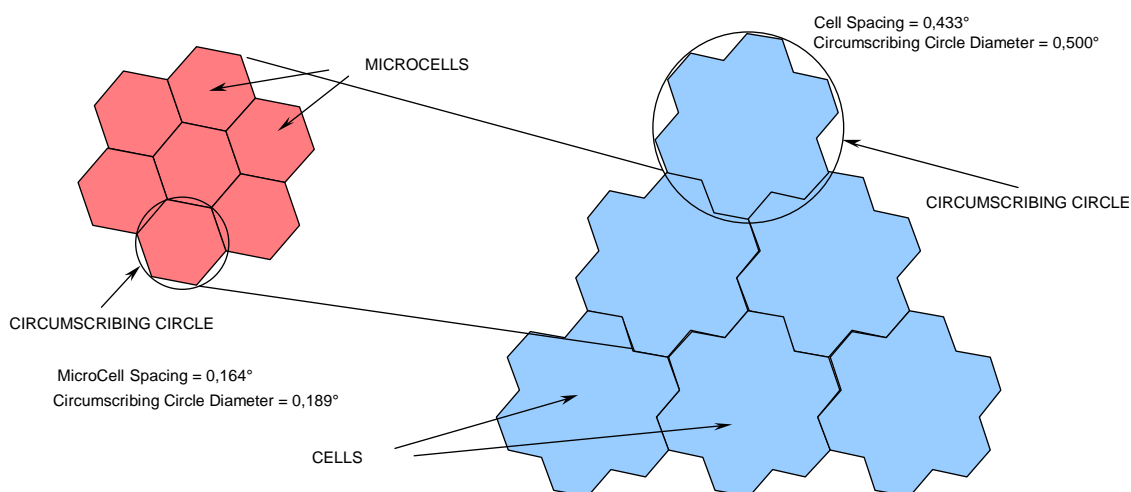 Cell Spacing = 0,433°
Circumscribing Circle Diameter = 0,500°
MICROCELLS
CIRCUMSCRIBING CIRCLE
CIRCUMSCRIBING CIRCLE
MicroCell Spacing = 0,164°
Circumscribing Circle Diameter = 0,189°
CELLS